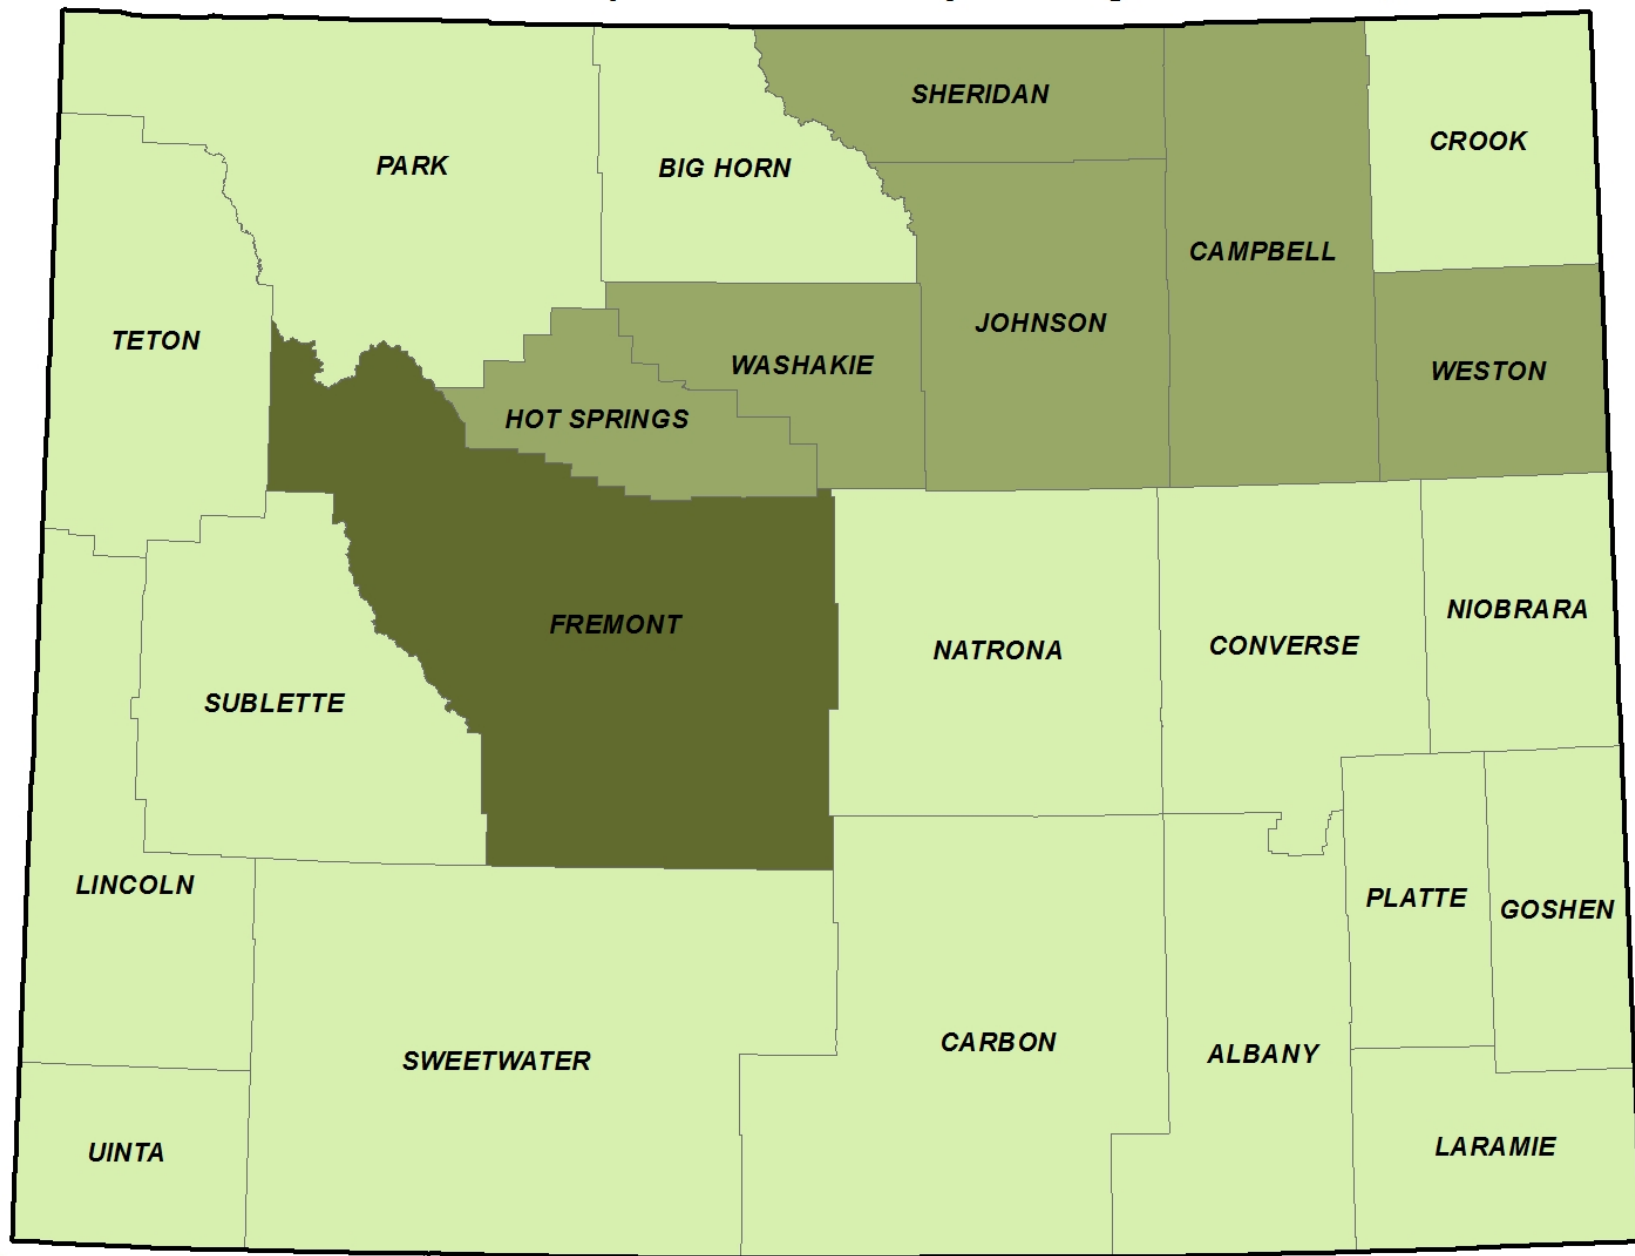 SHERIDAN
CROOK
PARK
BIG HORN
CAMPBELL
JOHNSON
TETON
WASHAKIE
WESTON
HOT SPRINGS
NIOBRARA
FREMONT
CONVERSE
NATRONA
SUBLETTE
LINCOLN
PLATTE
GOSHEN
CARBON
ALBANY
SWEETWATER
LARAMIE
UINTA